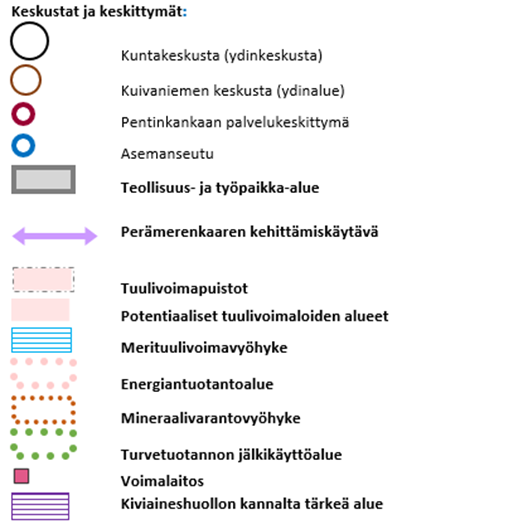 Keskustat ja keskittymät:
Kuntakeskusta (ydinkeskusta)
Kuivaniemen keskusta (ydinalue)
Pentinkankaan palvelukeskittymä
Asemanseutu
Teollisuus- ja työpaikka-alue
Perämerenkaaren kehittämiskäytävä
Tuulivoimapuistot
Potentiaaliset tuulivoimaloiden alueet
Merituulivoimavyöhyke
Energiantuotantoalue
Mineraalivarantovyöhyke
Turvetuotannon jälkikäyttöalue
Voimalaitos
Kiviaineshuollon kannalta tärkeä alue